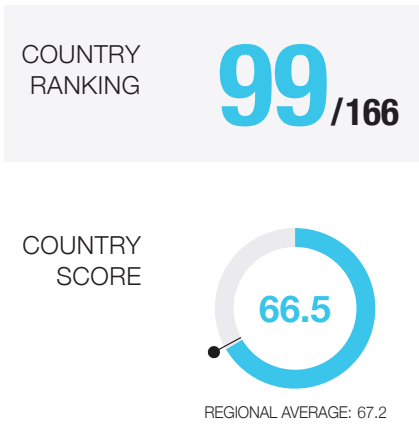 COUNTRY
RANKING
99/166
COUNTRY
SCORE
66.5
REGIONAL AVERAGE: 67.2